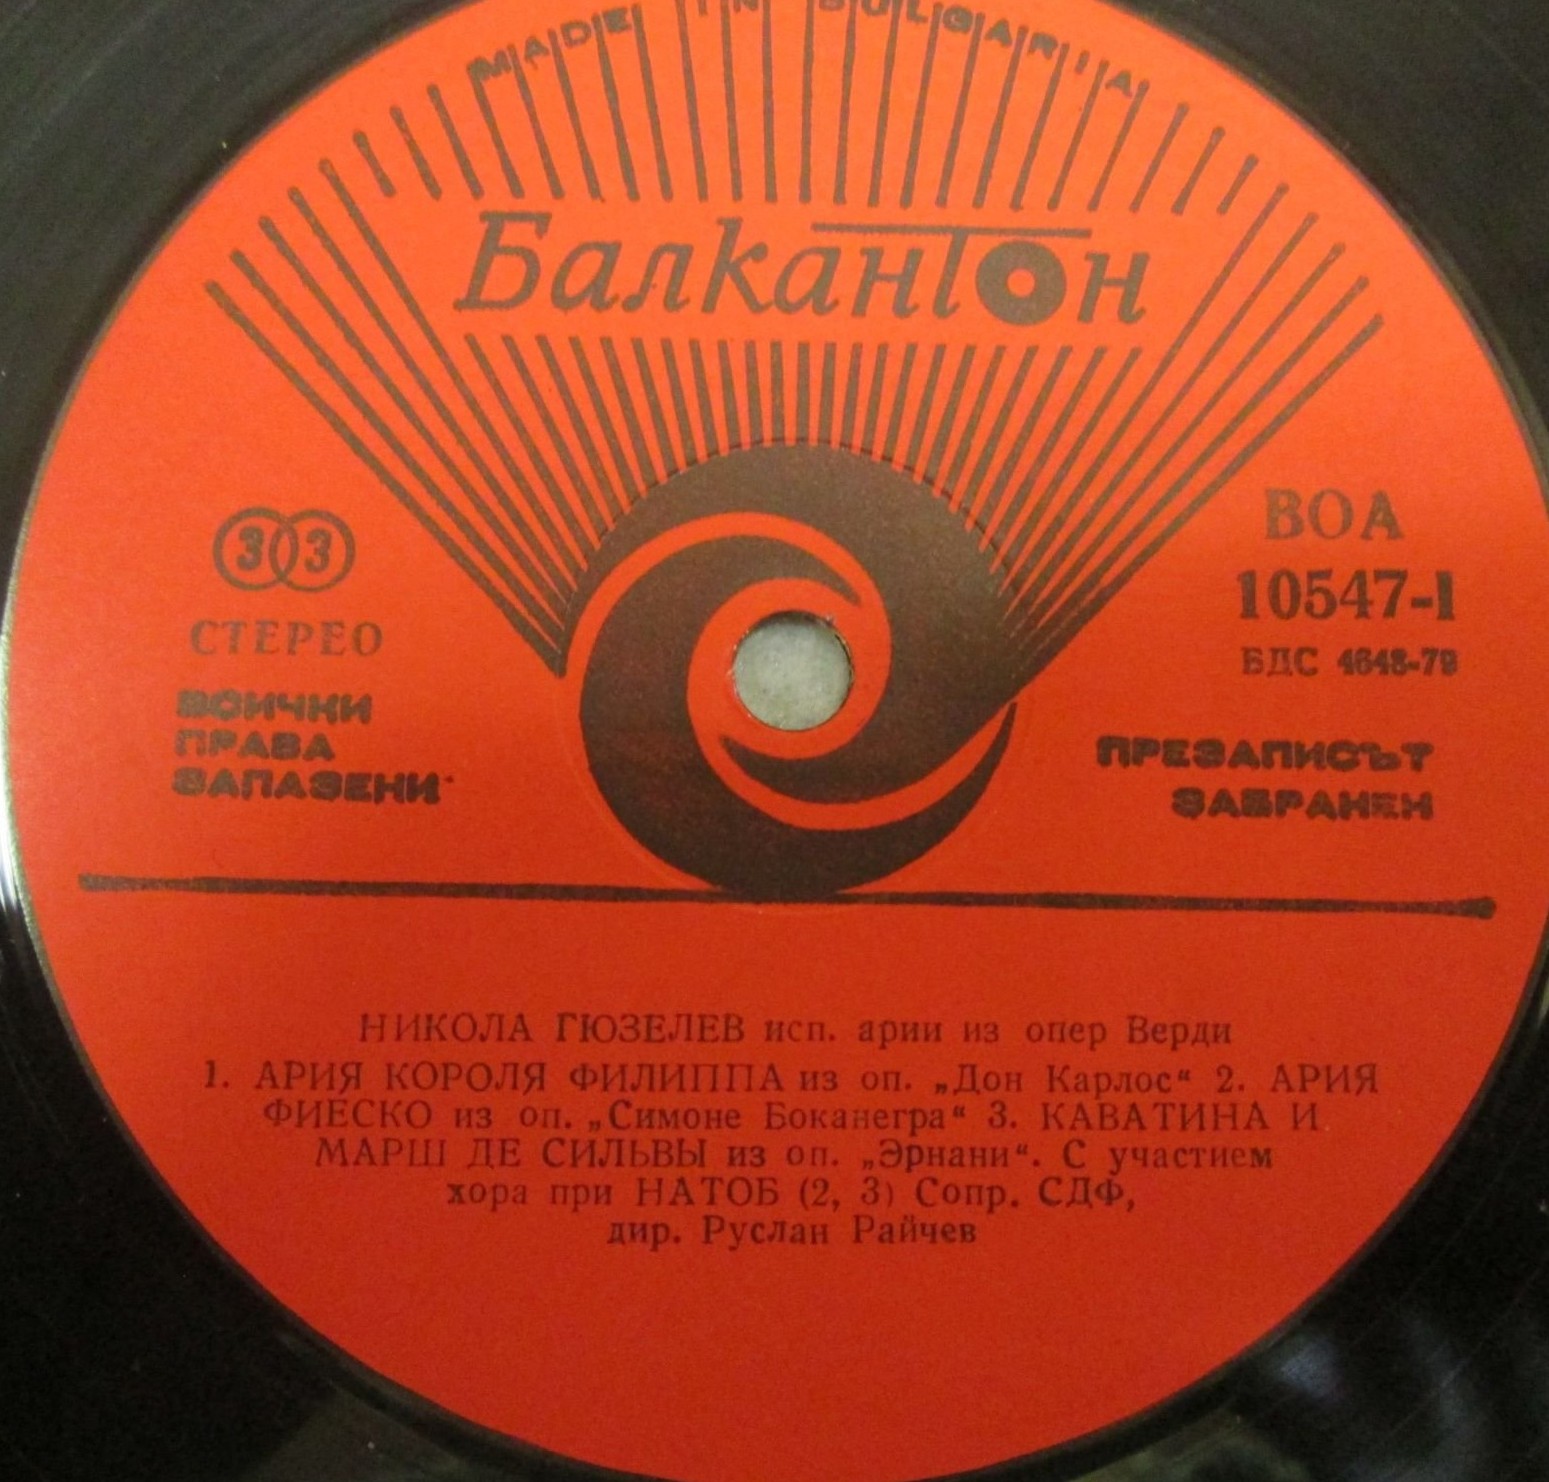 MADE IN BULGARIA
Балкантон
33
СТЕРЕО
ВСИЧКИ
ПРАВА
ЗАПАЗЕНИ
ВОА
10547-I
БДС 4648-79
ПРЕЗАПИСЪТ
ЗАБРАНЕН
НИКОЛА ГЮЗЕЛЕВ исп. арии из опер Верди
1. АРИЯ КОРОЛЯ ФИЛИППА из оп. „Дон Карлос“ 2. АРИЯ
ФИЕСКО из оп. „Симоне Боканегра“ 3. КАВАТИНА И
МАРШ ДЕ СИЛЬВЫ из оп. „Эрнани“. С участием
хора при НАТОБ (2, 3) Сопр. СДФ,
дир. Руслан Райчев